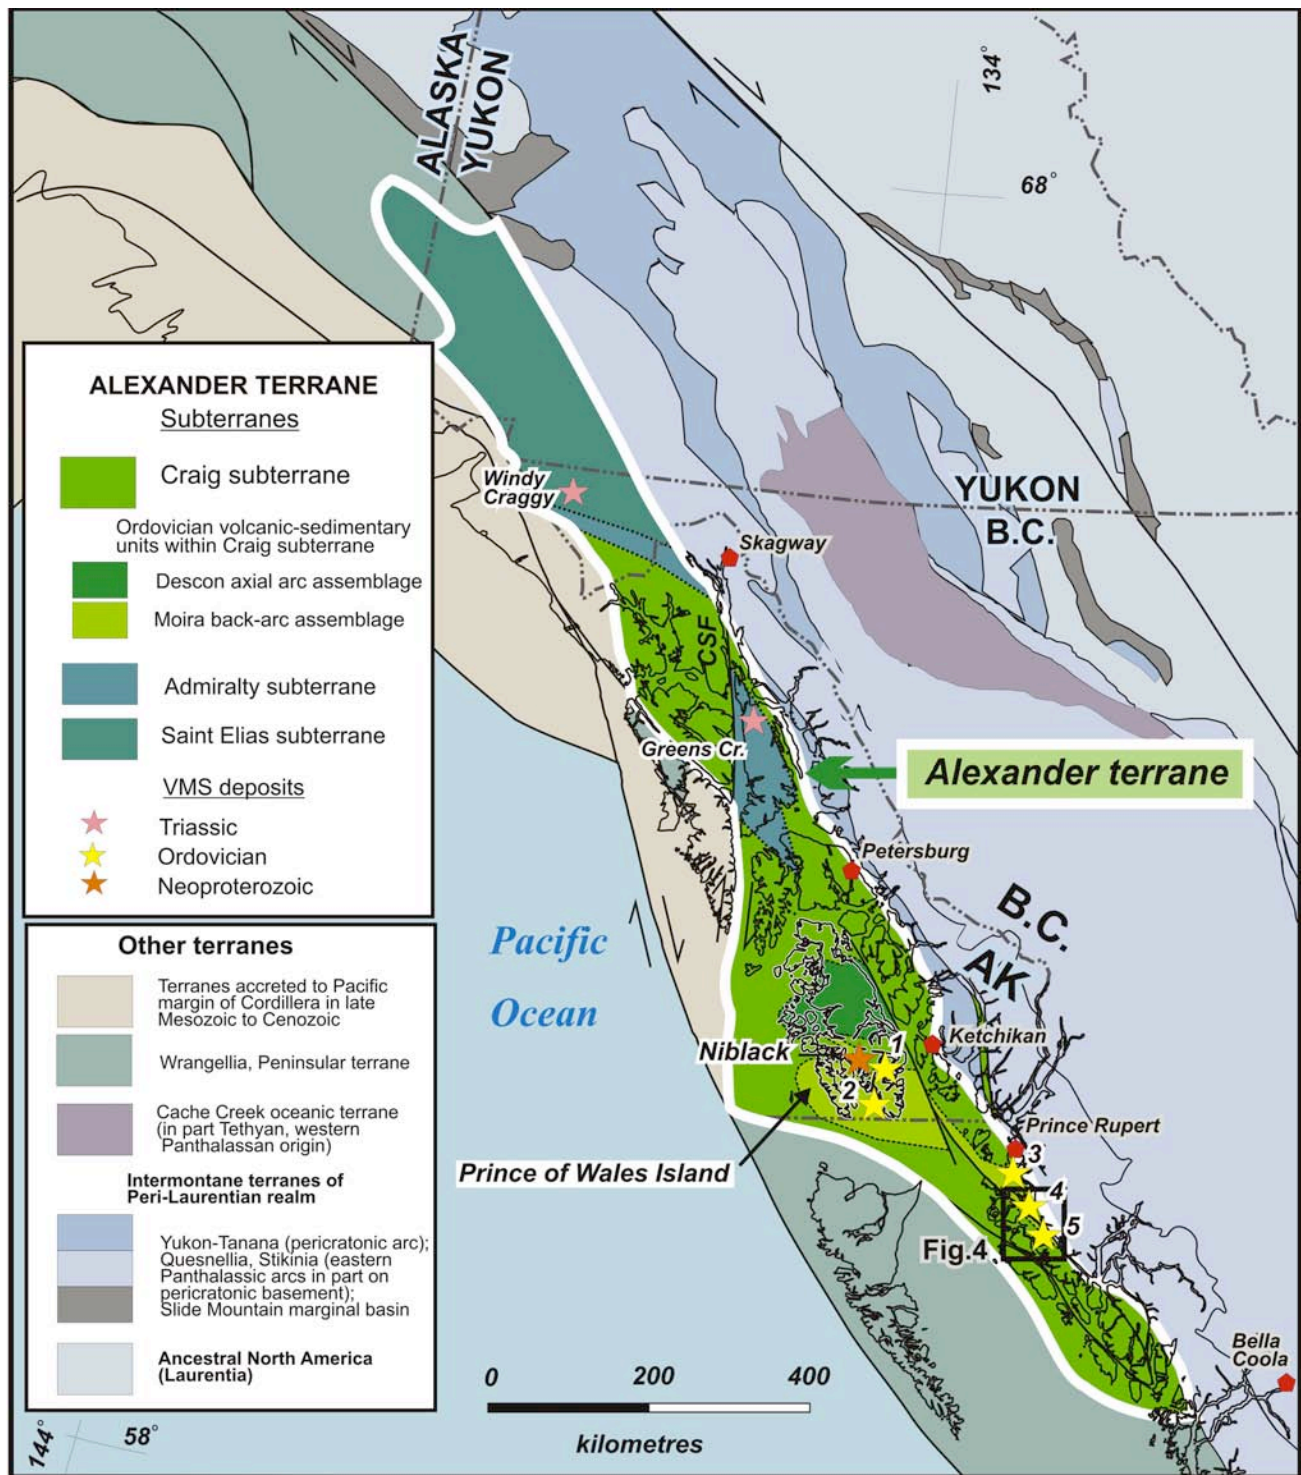 ALASKA
YUKON
134°
68°
ALEXANDER TERRANE
Subterranes
Craig subterrane
Ordovician volcanic-sedimentary
units within Craig subterrane
Descon axial arc assemblage
Moira back-arc assemblage
Admiralty subterrane
Saint Elias subterrane
VMS deposits
Triassic
Ordovician
Neoproterozoic
Windy
Craggy
YUKON
B.C.
Skagway
CSF
Greens Cr.
Alexander terrane
Petersburg
B.C.
AK
Pacific
Ocean
Niblack
1
2
Ketchikan
Prince of Wales Island
Prince Rupert
3
4
5
Fig.4
Bella
Coola
Other terranes
Terranes accreted to Pacific
margin of Cordillera in late
Mesozoic to Cenozoic
Wrangellia, Peninsular terrane
Cache Creek oceanic terrane
(in part Tethyan, western
Panthalassan origin)
Intermontane terranes of
Peri-Laurentian realm
Yukon-Tanana (pericratonic arc);
Quesnellia, Stikinia (eastern
Panthalassic arcs in part on
pericratonic basement);
Slide Mountain marginal basin
Ancestral North America
(Laurentia)
0 200 400
kilometres
144°
58°